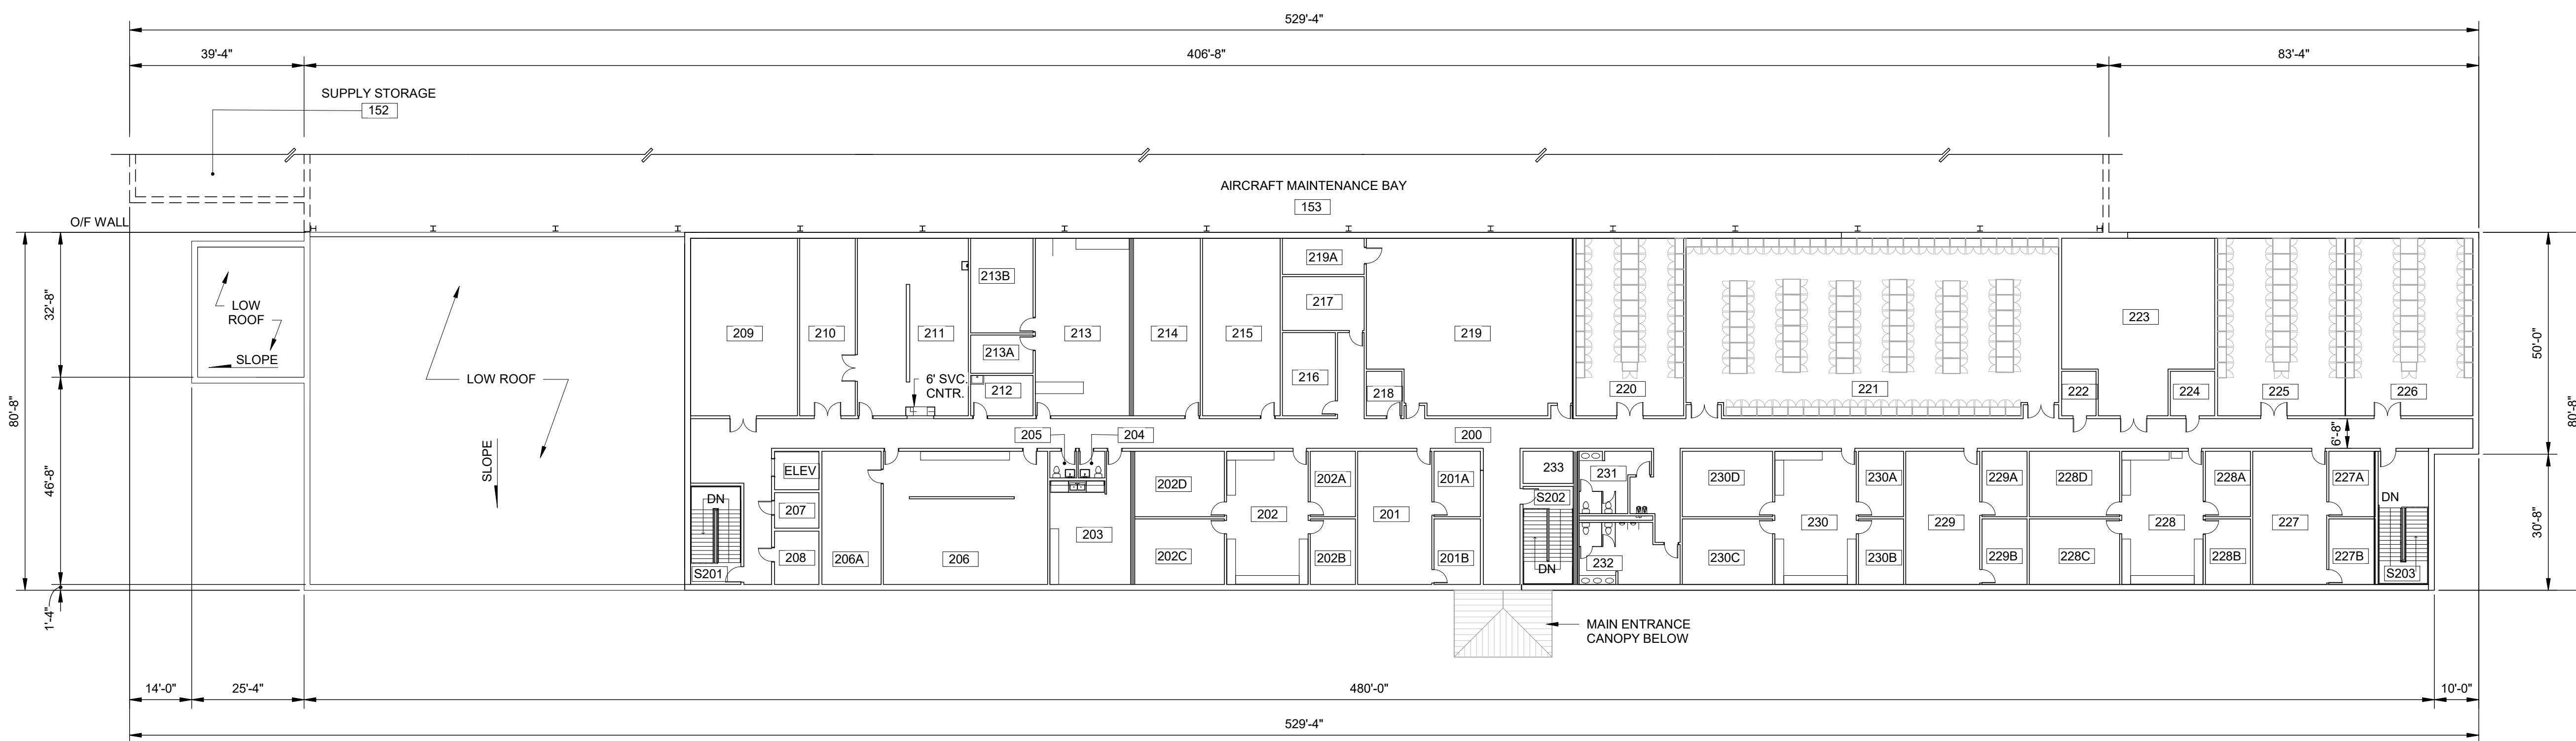 529'-4"
39'-4"
406'-8"
83'-4"
SUPPLY STORAGE
152
AIRCRAFT MAINTENANCE BAY
153
O/F WALL
32'-8"
80'-8"
46'-8"
1'-4"
LOW
ROOF
SLOPE
LOW ROOF
SLOPE
209
210
211
213B
213
213A
212
6' SVC.
CNTR.
214
215
219A
217
216
218
219
220
221
223
222
224
225
226
50'-0"
80'-8"
30'-8"
6'-8"
205
204
200
ELEV
207
208
DN
S201
206A
206
203
202D
202C
202
202A
202B
201
201A
201B
233
S202
DN
231
232
230D
230C
230
230A
230B
229
229A
229B
228D
228C
228
228A
228B
227
227A
227B
DN
S203
MAIN ENTRANCE
CANOPY BELOW
14'-0"
25'-4"
480'-0"
10'-0"
529'-4"